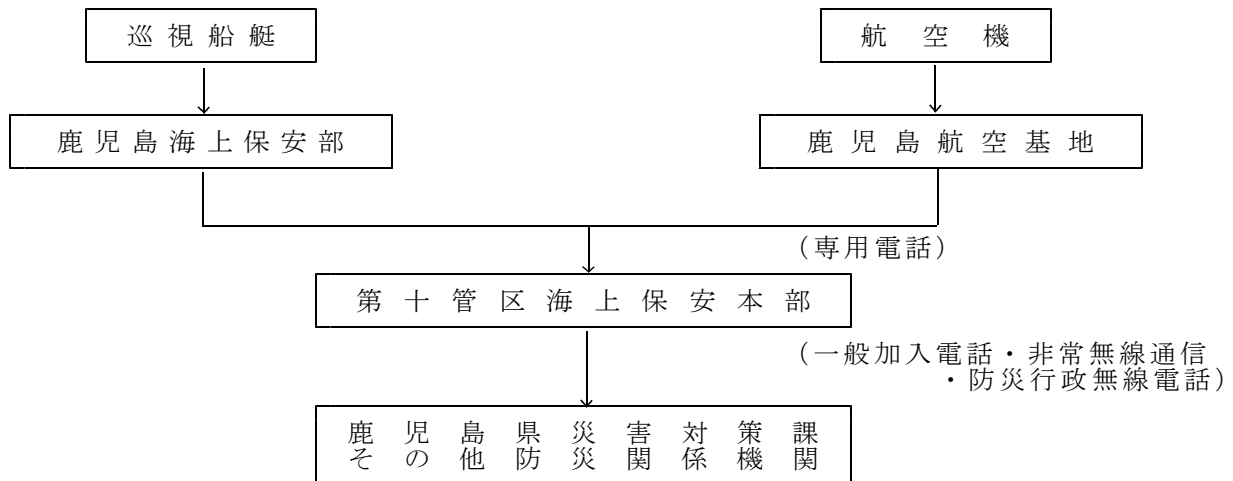 巡視船艇
航空機
鹿児島海上保安部
鹿児島航空基地
(専用電話)
第十管区海上保安本部
(一般加入電話・非常無線通信
・防災行政無線電話)
鹿児島県災害対策課
その他防災関係機関